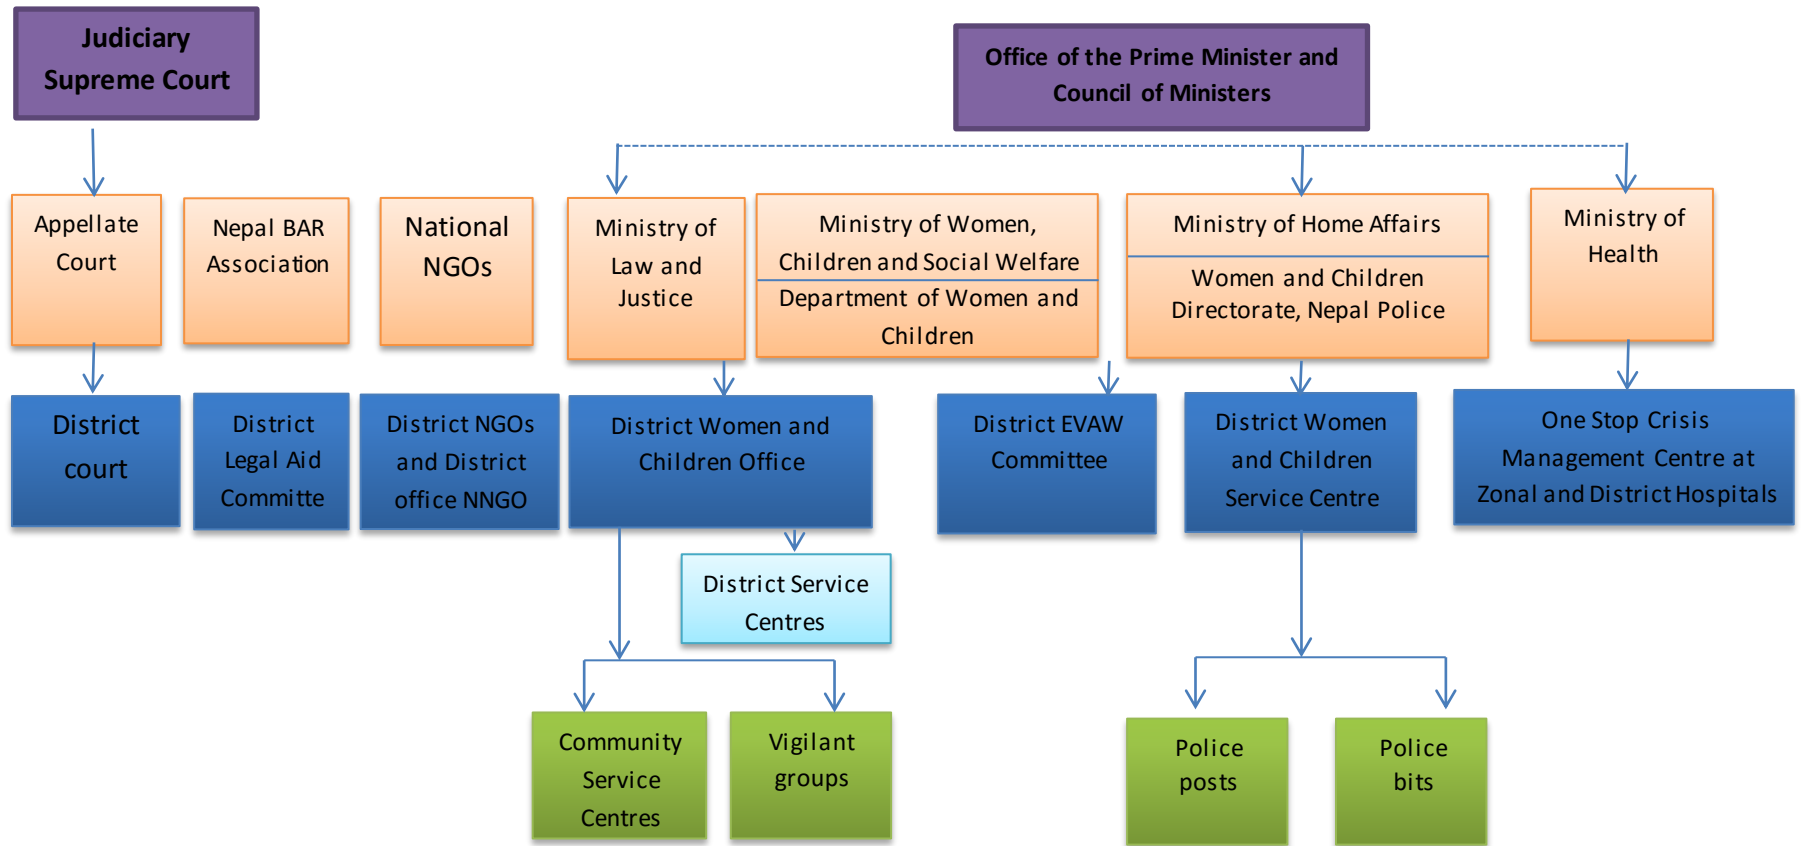 Judiciary
Supreme Court
Office of the Prime Minister and
Council of Ministers
Appellate
Court
Nepal BAR
Association
National
NGOs
Ministry of
Law and
Justice
Ministry of Women,
Children and Social Welfare
Department of Women and
Children
Ministry of Home Affairs
Women and Children
Directorate, Nepal Police
Ministry of
Health
District
court
District
Legal Aid
Committe
District NGOs
and District
office NNGO
District Women and
Children Office
District EVAW
Committee
District Women
and Children
Service Centre
One Stop Crisis
Management Centre at
Zonal and District Hospitals
District Service
Centres
Community
Service
Centres
Vigilant
groups
Police
posts
Police
bits